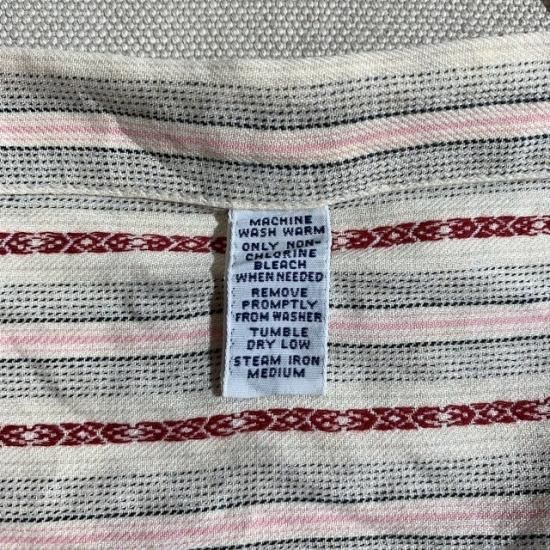 MACHINE
WASH WARM
ONLY NON-
CHLORINE
BLEACH
WHEN NEEDED
REMOVE
PROMPTLY
FROM WASHER
TUMBLE
DRY LOW
STEAM IRON
MEDIUM